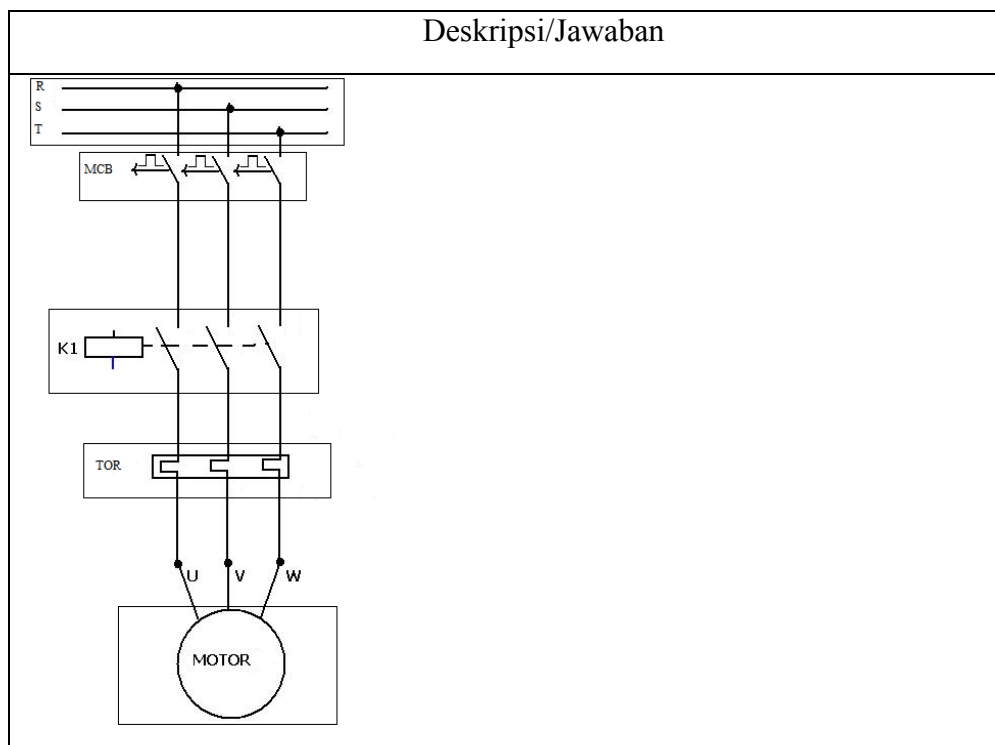 Deskripsi/Jawaban
R
S
T
MCB
K1
TOR
U V W
MOTOR